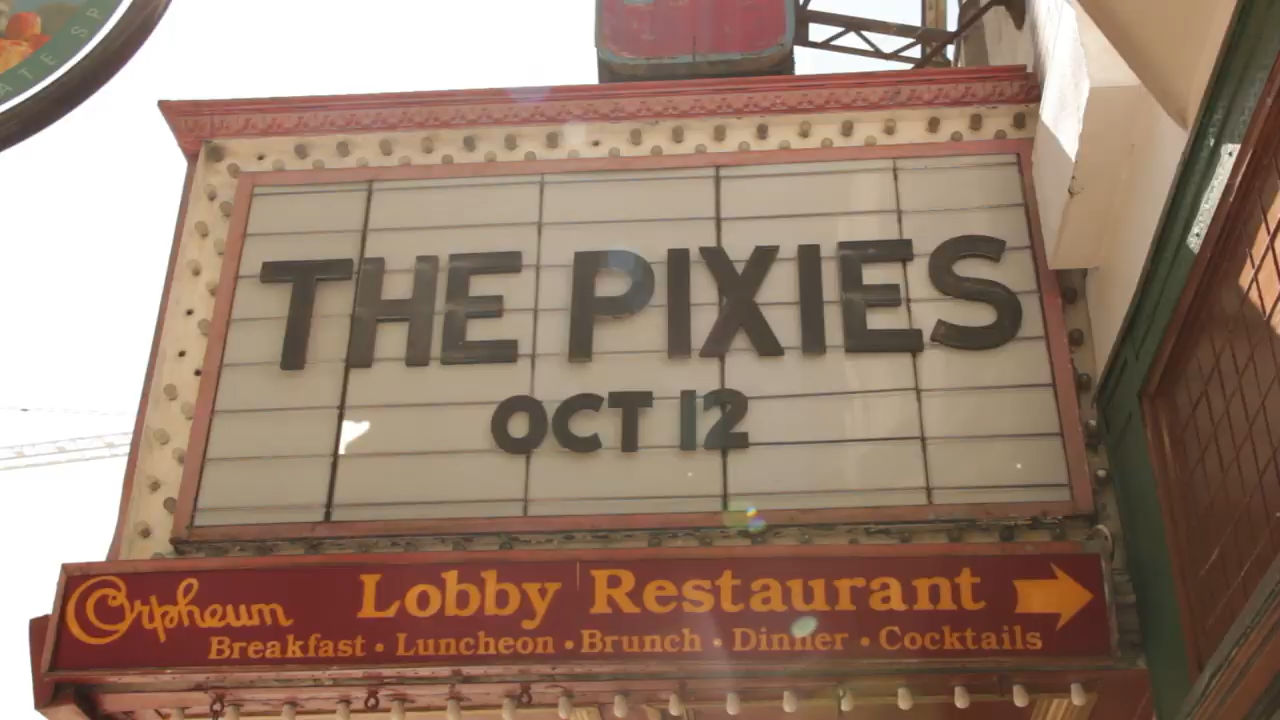 THE PIXIES
OCT 12
Orpheum Lobby Restaurant
Breakfast • Luncheon • Brunch • Dinner • Cocktails